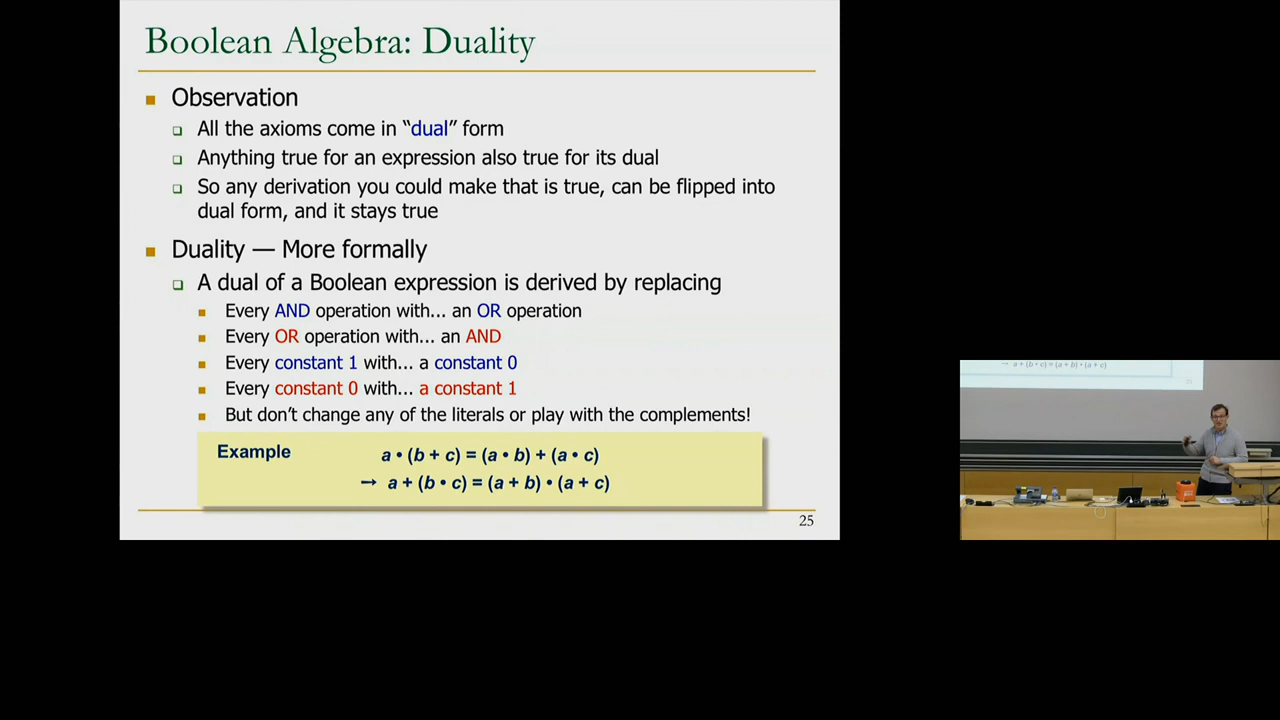 Boolean Algebra: Duality
Observation
All the axioms come in “dual” form
Anything true for an expression also true for its dual
So any derivation you could make that is true, can be flipped into
dual form, and it stays true
Duality — More formally
A dual of a Boolean expression is derived by replacing
Every AND operation with... an OR operation
Every OR operation with... an AND
Every constant 1 with... a constant 0
Every constant 0 with... a constant 1
But don’t change any of the literals or play with the complements!
Example a • (b + c) = (a • b) + (a • c)
→ a + (b • c) = (a + b) • (a + c)
25
→ a + (b • c) = (a + b) • (a + c)
25